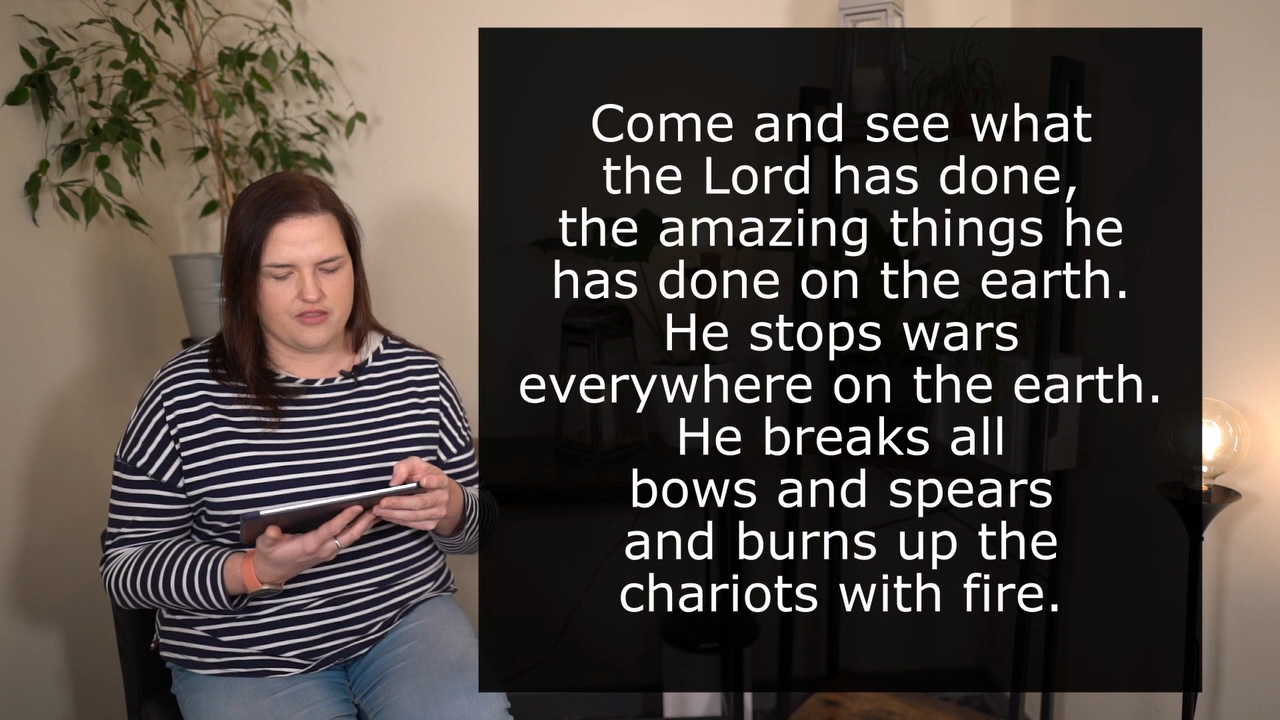 Come and see what
the Lord has done,
the amazing things he
has done on the earth.
He stops wars
everywhere on the earth.
He breaks all
bows and spears
and burns up the
chariots with fire.